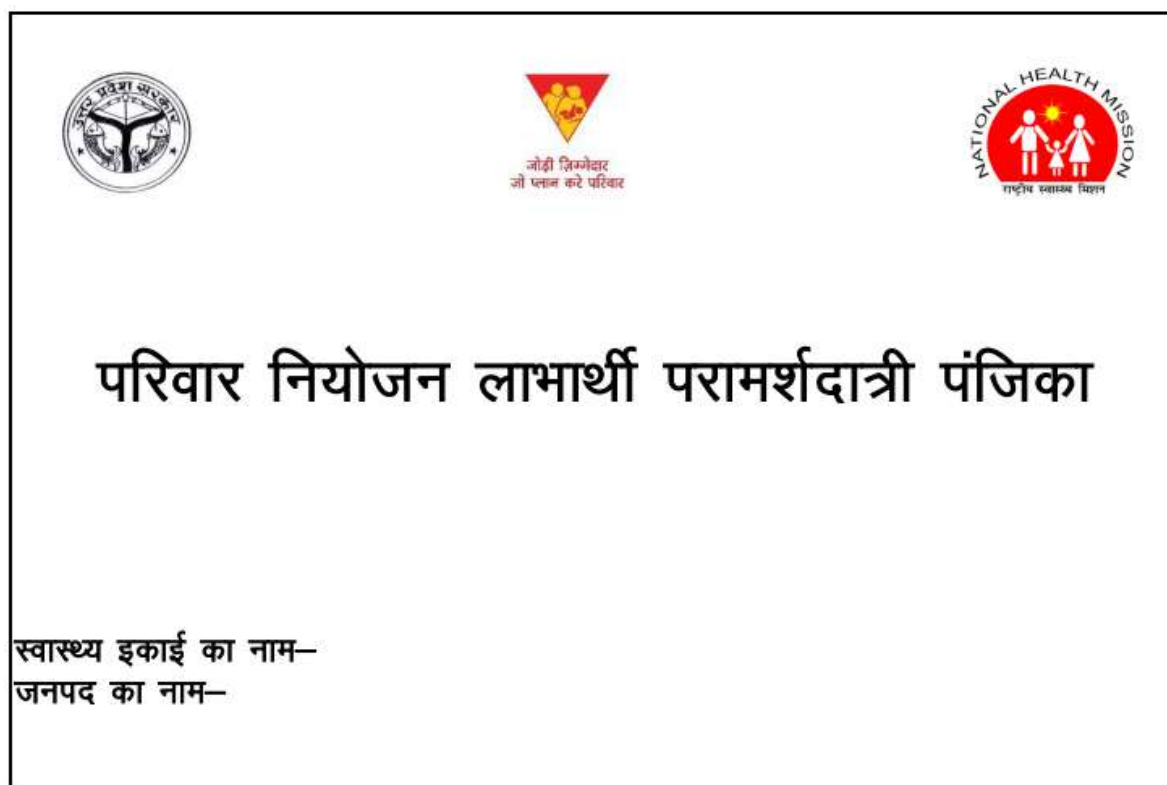 उत्तर प्रदेश सरकार
जोड़ी ज़िम्मेदार
जो प्लान करे परिवार
NATIONAL HEALTH MISSION
राष्ट्रीय स्वास्थ्य मिशन
परिवार नियोजन लाभार्थी परामर्शदात्री पंजिका
स्वास्थ्य इकाई का नाम–
जनपद का नाम–